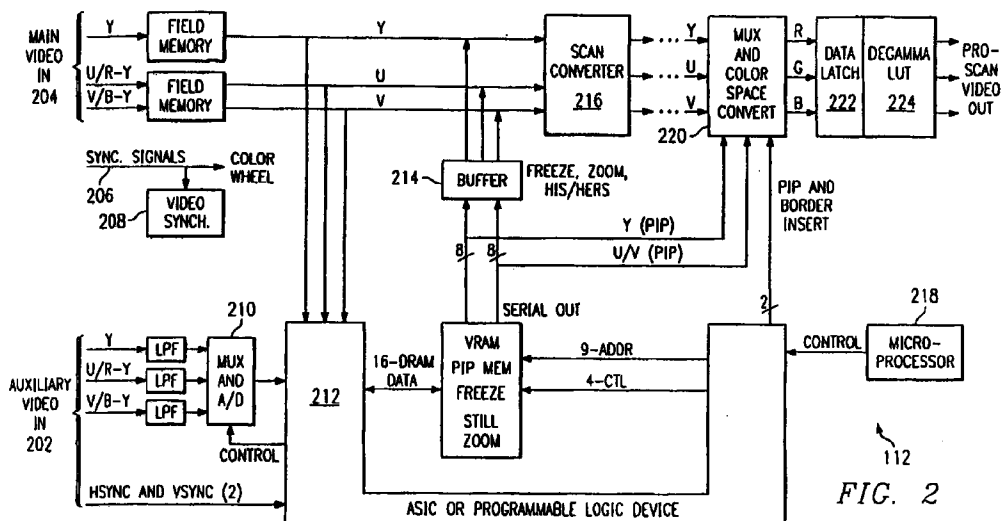 MAIN
VIDEO
IN
204
Y
U/R-Y
V/B-Y
FIELD
MEMORY
FIELD
MEMORY
Y
U
V
SCAN
CONVERTER
216
Y
U
V
MUX
AND
COLOR
SPACE
CONVERT
220
R
G
B
DATA
LATCH
222
DEGAMMA
LUT
224
PRO-
SCAN
VIDEO
OUT
SYNC. SIGNALS
206
COLOR
WHEEL
208
VIDEO
SYNCH.
214
BUFFER
FREEZE, ZOOM,
HIS/HERS
PIP AND
BORDER
INSERT
Y (PIP)
U/V (PIP)
8
8
SERIAL OUT
2
AUXILIARY
VIDEO
IN
202
Y
U/R-Y
V/B-Y
LPF
LPF
LPF
210
MUX
AND
A/D
CONTROL
HSYNC AND VSYNC (2)
212
16-DRAM
DATA
VRAM
PIP MEM
FREEZE
STILL
ZOOM
9-ADDR
4-CTL
CONTROL
218
MICRO-
PROCESSOR
ASIC OR PROGRAMMABLE LOGIC DEVICE
112
FIG. 2